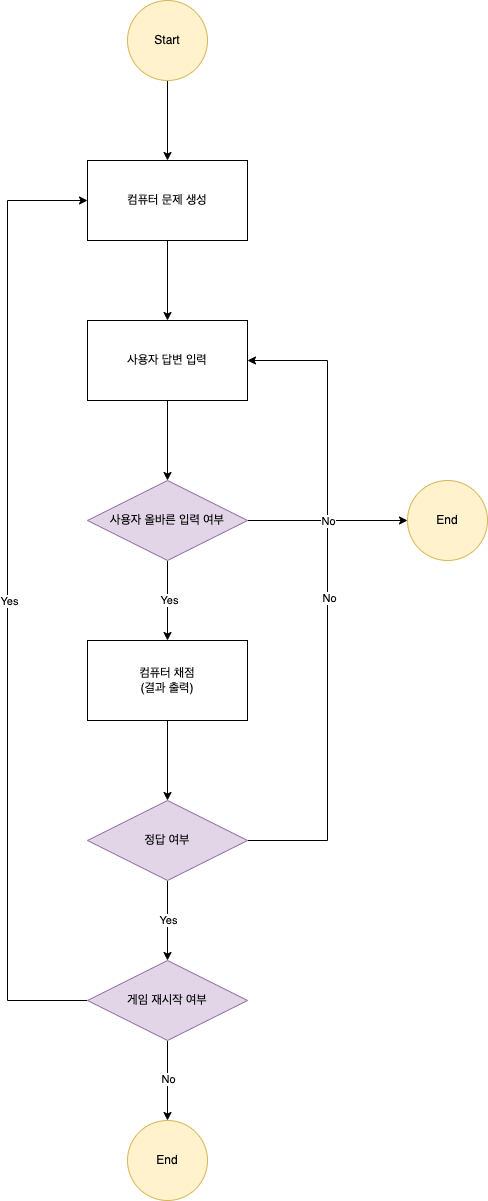 Start
컴퓨터 문제 생성
사용자 답변 입력
사용자 올바른 입력 여부
No
End
No
Yes
Yes
컴퓨터 채점
(결과 출력)
정답 여부
Yes
게임 재시작 여부
No
End